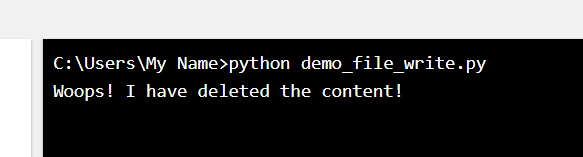 C:\Users\My Name>python demo_file_write.py
Woops! I have deleted the content!